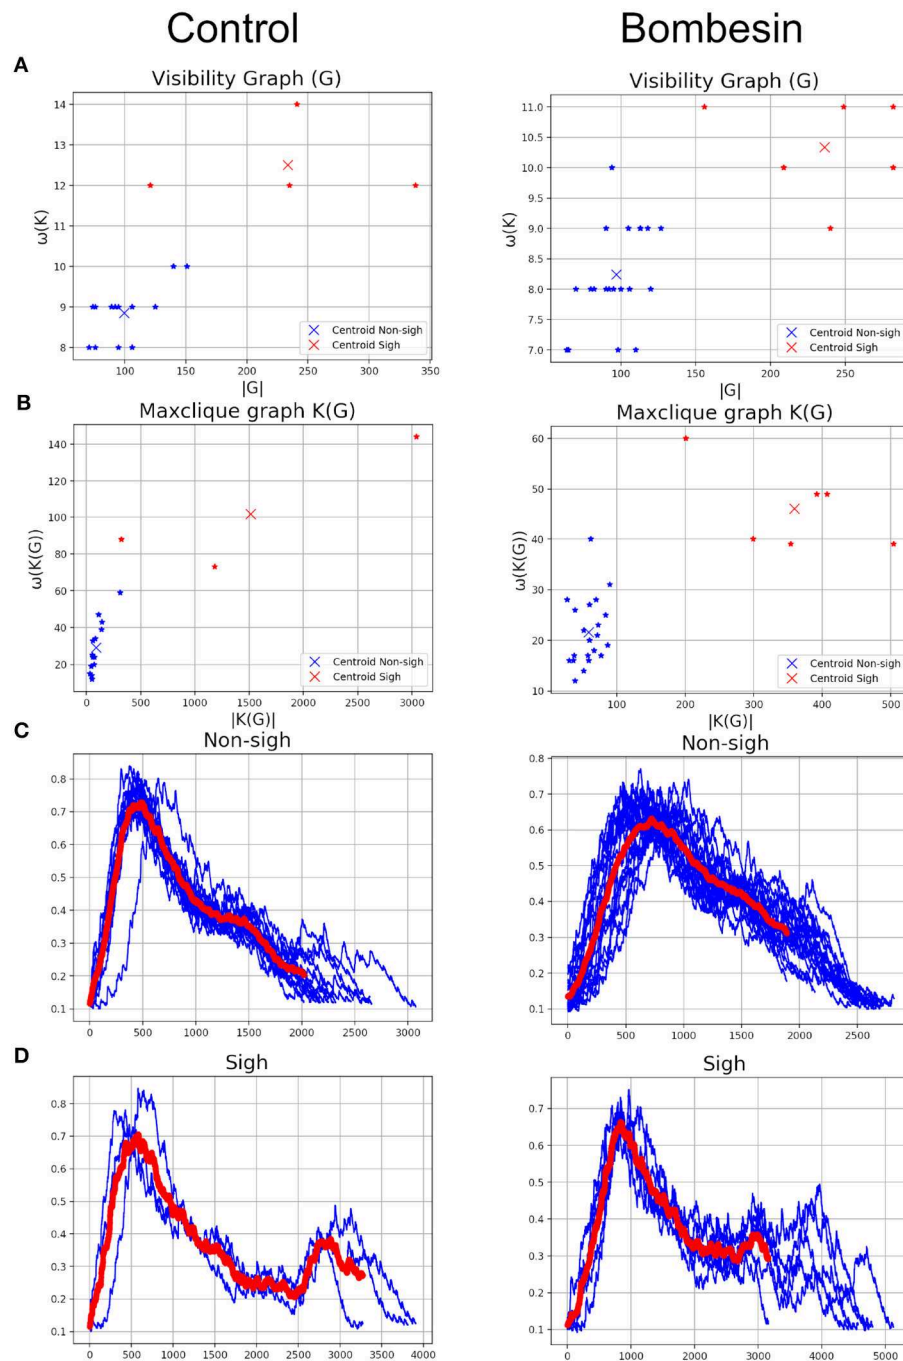 Control Bombesin
A
Visibility Graph (G)
14
13
12
11
10
9
8
ω(K)
100 150 200 250 300 350
|G|
Centroid Non-sigh
Centroid Sigh
Visibility Graph (G)
11.0
10.5
10.0
9.5
9.0
8.5
8.0
7.5
7.0
ω(K)
100 150 200 250
|G|
Centroid Non-sigh
Centroid Sigh
B
Maxclique graph K(G)
140
120
100
80
60
40
20
ω(K(G))
0 500 1000 1500 2000 2500 3000
|K(G)|
Centroid Non-sigh
Centroid Sigh
Maxclique graph K(G)
60
50
40
30
20
10
ω(K(G))
100 200 300 400 500
|K(G)|
Centroid Non-sigh
Centroid Sigh
C
Non-sigh
0.8
0.7
0.6
0.5
0.4
0.3
0.2
0.1
0 500 1000 1500 2000 2500 3000
Non-sigh
0.8
0.7
0.6
0.5
0.4
0.3
0.2
0.1
0 500 1000 1500 2000 2500
D
Sigh
0.8
0.7
0.6
0.5
0.4
0.3
0.2
0.1
0 500 1000 1500 2000 2500 3000 3500 4000
Sigh
0.7
0.6
0.5
0.4
0.3
0.2
0.1
0 1000 2000 3000 4000 5000